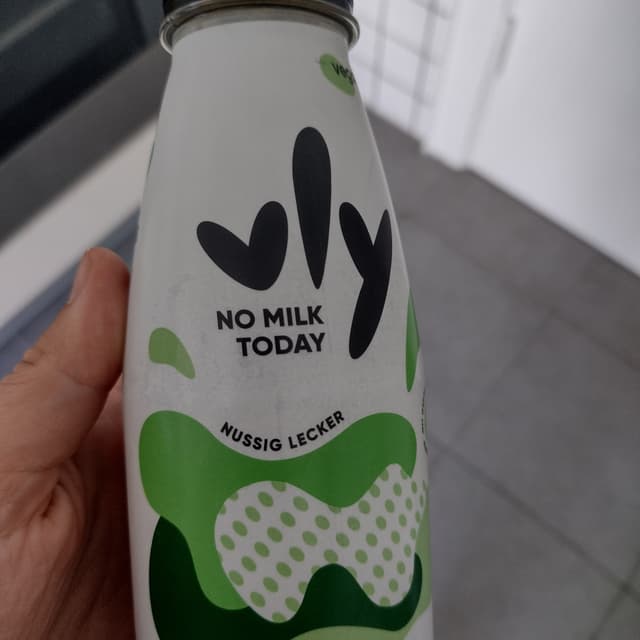 vly
NO MILK
TODAY
NUSSIG LECKER